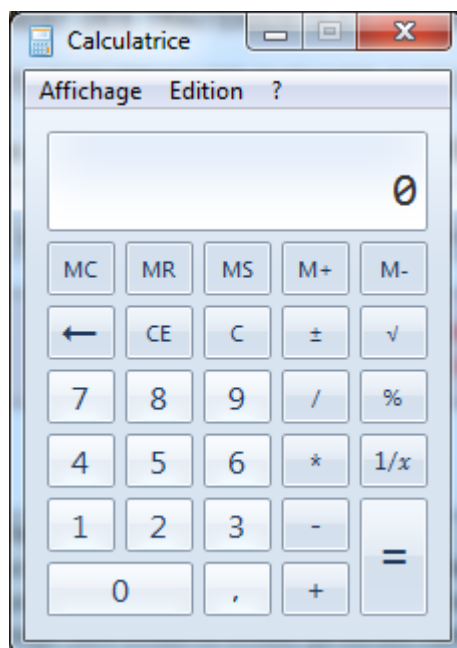 Calculatrice
Affichage Edition ?
0
MC MR MS M+ M-
← CE C ± √
7 8 9 / %
4 5 6 * 1/x
1 2 3 - =
0 , +